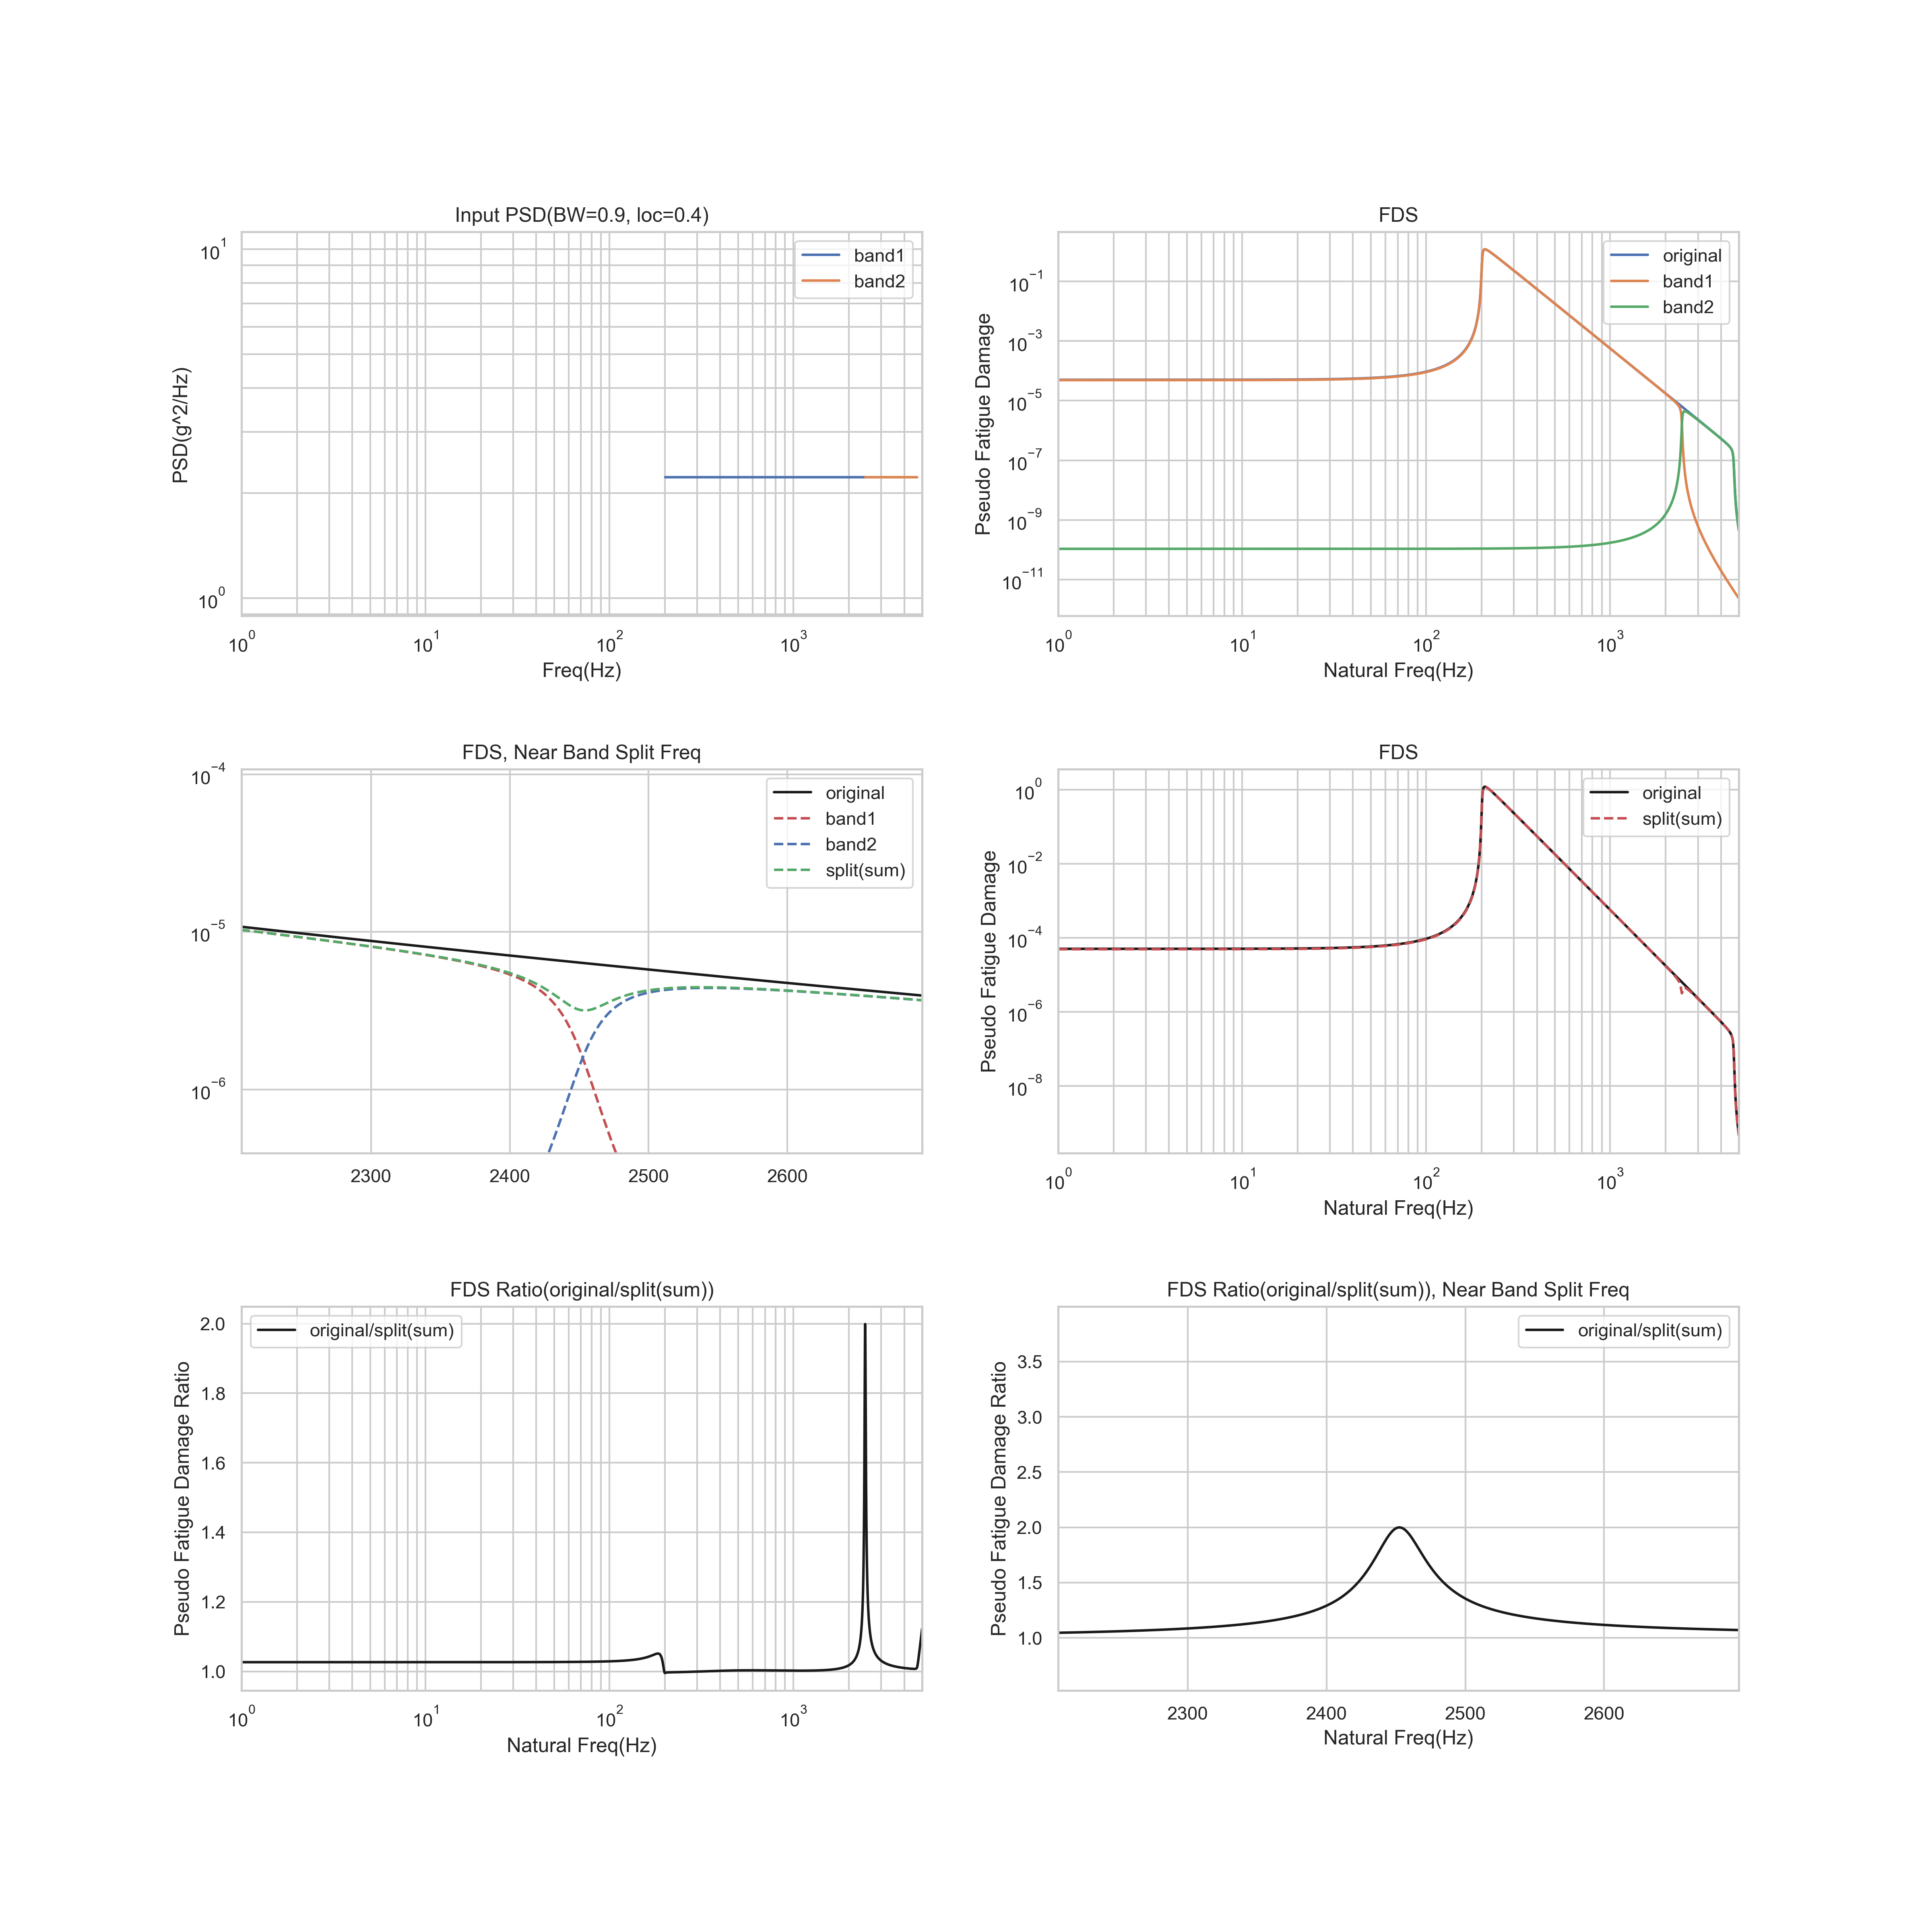 Input PSD(BW=0.9, loc=0.4)
PSD(g^2/Hz)
10^1
10^0
band1
band2
10^0 10^1 10^2 10^3
Freq(Hz)
FDS
Pseudo Fatigue Damage
10^−1
10^−3
10^−5
10^−7
10^−9
10^−11
original
band1
band2
10^0 10^1 10^2 10^3
Natural Freq(Hz)
FDS, Near Band Split Freq
10^−4
10^−5
10^−6
original
band1
band2
split(sum)
2300 2400 2500 2600
FDS
Pseudo Fatigue Damage
10^0
10^−2
10^−4
10^−6
10^−8
original
split(sum)
10^0 10^1 10^2 10^3
Natural Freq(Hz)
FDS Ratio(original/split(sum))
Pseudo Fatigue Damage Ratio
2.0
1.8
1.6
1.4
1.2
1.0
original/split(sum)
10^0 10^1 10^2 10^3
Natural Freq(Hz)
FDS Ratio(original/split(sum)), Near Band Split Freq
Pseudo Fatigue Damage Ratio
3.5
3.0
2.5
2.0
1.5
1.0
original/split(sum)
2300 2400 2500 2600
Natural Freq(Hz)